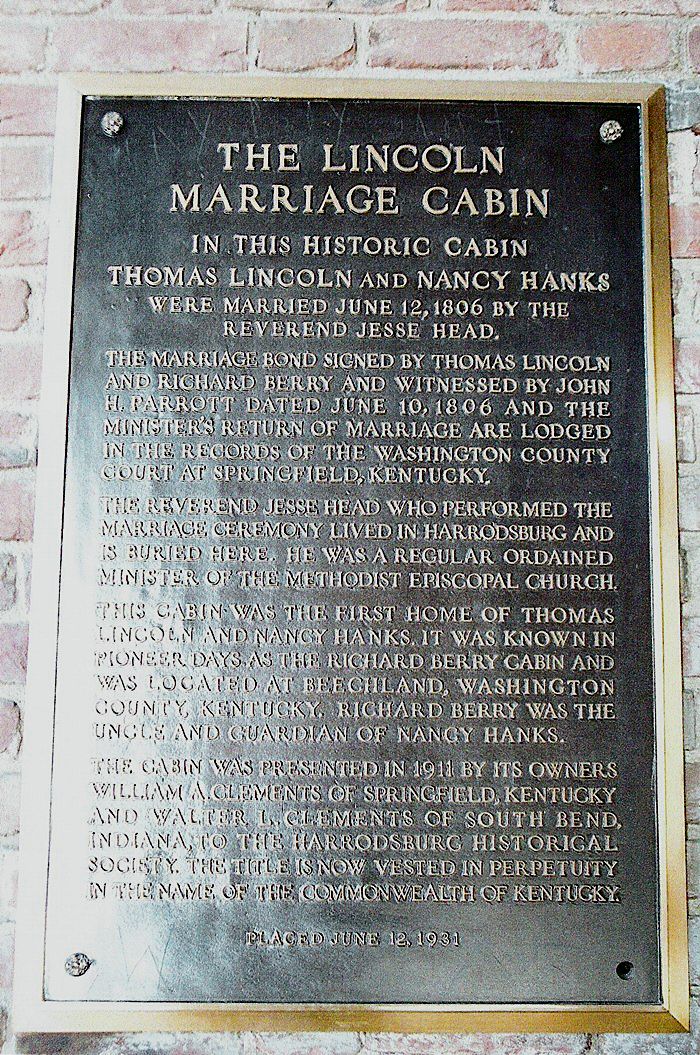 THE LINCOLN
MARRIAGE CABIN
IN THIS HISTORIC CABIN
THOMAS LINCOLN AND NANCY HANKS
WERE MARRIED JUNE 12, 1806 BY THE
REVEREND JESSE HEAD.
THE MARRIAGE BOND SIGNED BY THOMAS LINCOLN
AND RICHARD BERRY AND WITNESSED BY JOHN
H. PARROTT DATED JUNE 10, 1806 AND THE
MINISTER'S RETURN OF MARRIAGE ARE LODGED
IN THE RECORDS OF THE WASHINGTON COUNTY
COURT AT SPRINGFIELD, KENTUCKY.
THE REVEREND JESSE HEAD WHO PERFORMED THE
MARRIAGE CEREMONY LIVED IN HARRODSBURG AND
IS BURIED HERE. HE WAS A REGULAR ORDAINED
MINISTER OF THE METHODIST EPISCOPAL CHURCH.
THIS CABIN WAS THE FIRST HOME OF THOMAS
LINCOLN AND NANCY HANKS. IT WAS KNOWN IN
PIONEER DAYS AS THE RICHARD BERRY CABIN AND
WAS LOCATED AT BEECHLAND, WASHINGTON
COUNTY, KENTUCKY. RICHARD BERRY WAS THE
UNCLE AND GUARDIAN OF NANCY HANKS.
THE CABIN WAS PRESENTED IN 1911 BY ITS OWNERS
WILLIAM A. CLEMENTS OF SPRINGFIELD, KENTUCKY
AND WALTER L. CLEMENTS OF SOUTH BEND,
INDIANA, TO THE HARRODSBURG HISTORICAL
SOCIETY. THE TITLE IS NOW VESTED IN PERPETUITY
IN THE NAME OF THE COMMONWEALTH OF KENTUCKY.
PLACED JUNE 12, 1931